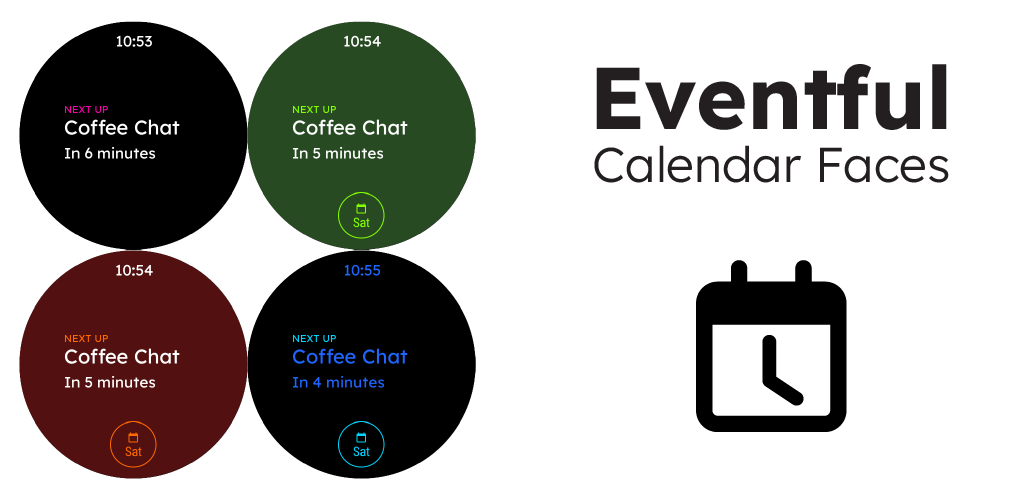 10:53
NEXT UP
Coffee Chat
In 6 minutes
10:54
NEXT UP
Coffee Chat
In 5 minutes
Sat
10:54
NEXT UP
Coffee Chat
In 5 minutes
Sat
10:55
NEXT UP
Coffee Chat
In 4 minutes
Sat
Eventful
Calendar Faces